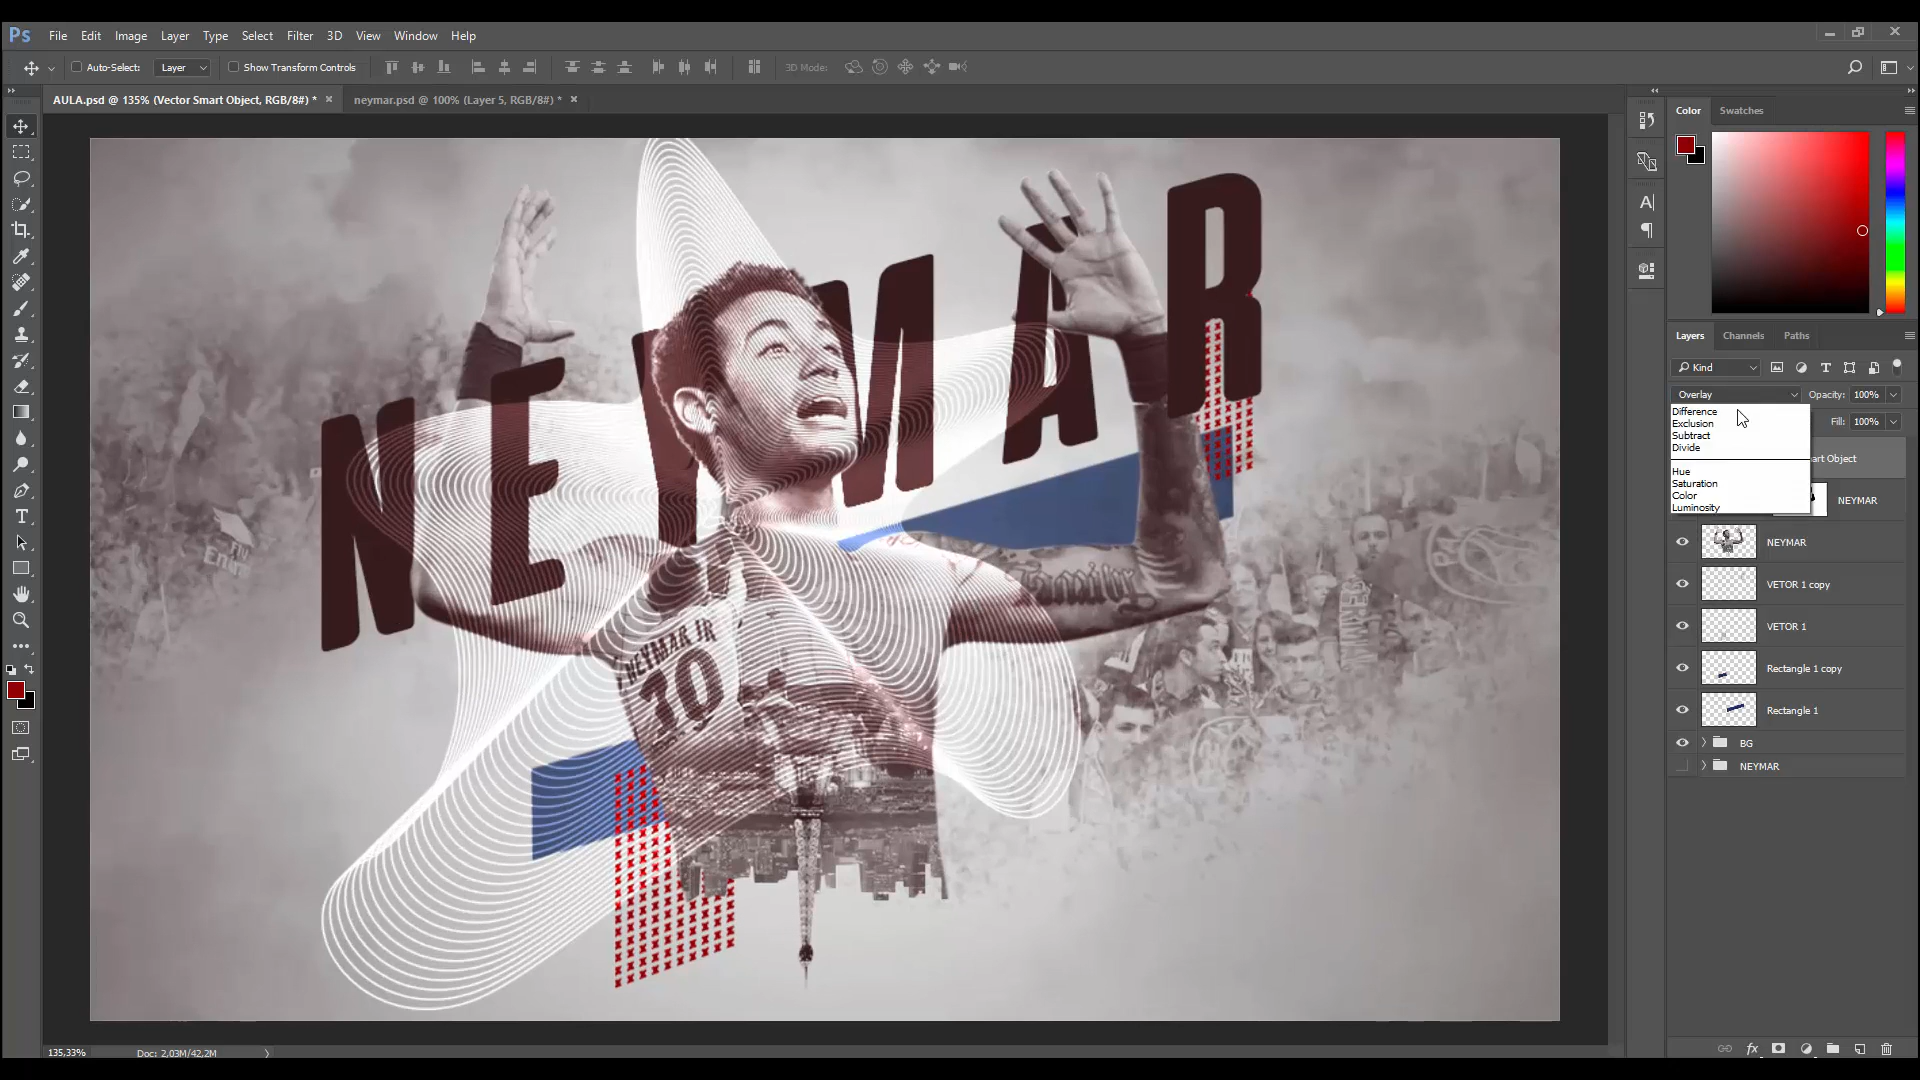 Ps File Edit Image Layer Type Select Filter 3D View Window Help
Auto-Select: Layer Show Transform Controls 3D Mode:
AULA.psd @ 135% (Vector Smart Object, RGB/8#) * × neymar.psd @ 100% (Layer 5, RGB/8#) * ×
Color Swatches
NEYMAR
NEYMAR JR
10
Family
Layers Channels Paths
Kind
Overlay Opacity: 100%
Difference
Exclusion Fill: 100%
Subtract
Divide
art Object
Hue
Saturation
Color NEYMAR
Luminosity
NEYMAR
VETOR 1 copy
VETOR 1
Rectangle 1 copy
Rectangle 1
BG
NEYMAR
135,33% Doc: 2,03M/42,2M